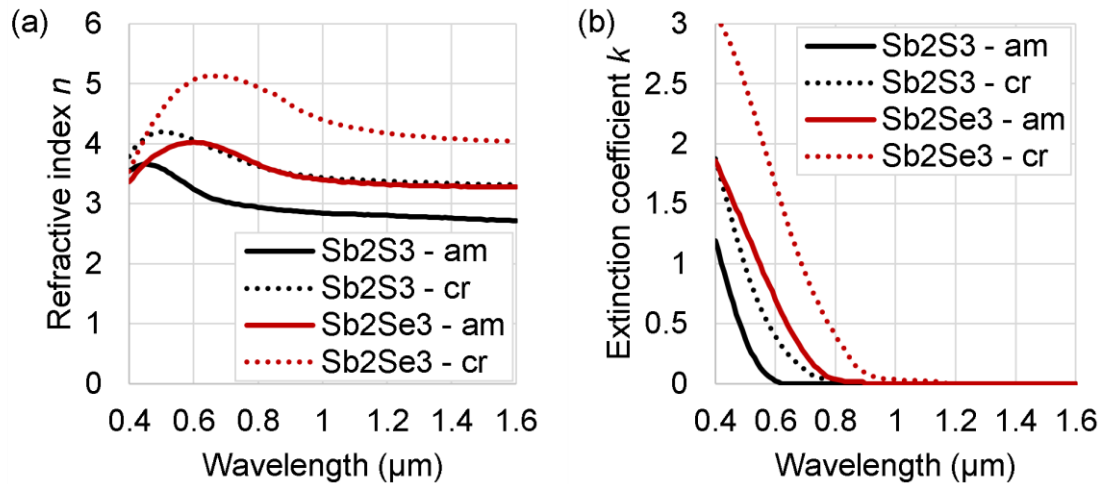 (a)
Refractive index n
6
5
4
3
2
1
0
Sb2S3 - am
Sb2S3 - cr
Sb2Se3 - am
Sb2Se3 - cr
0.4 0.6 0.8 1 1.2 1.4 1.6
Wavelength (μm)
(b)
Extinction coefficient k
3
2.5
2
1.5
1
0.5
0
Sb2S3 - am
Sb2S3 - cr
Sb2Se3 - am
Sb2Se3 - cr
0.4 0.6 0.8 1 1.2 1.4 1.6
Wavelength (μm)